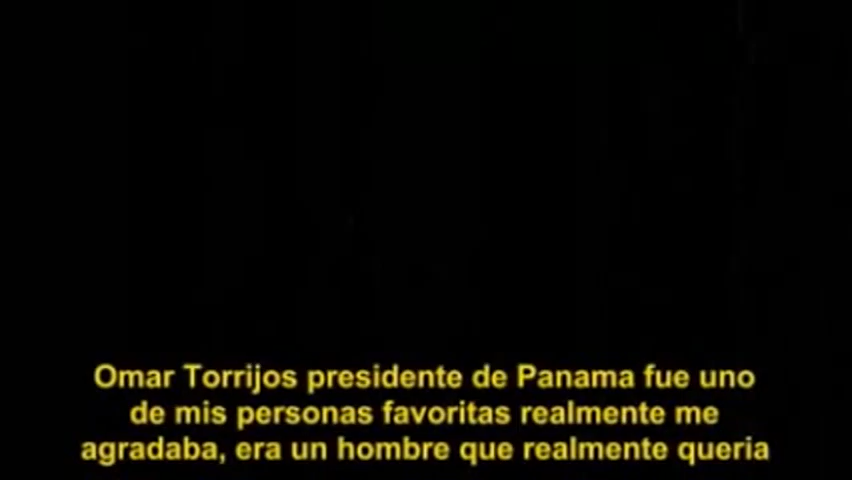 Omar Torrijos presidente de Panama fue uno
de mis personas favoritas realmente me
agradaba, era un hombre que realmente queria